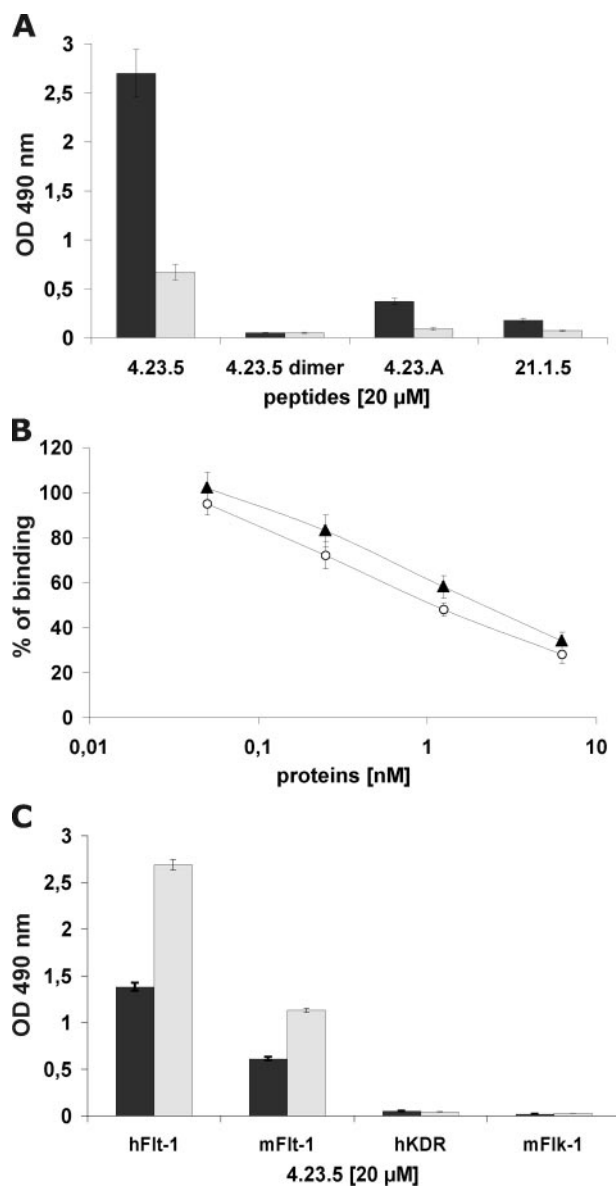 A
3
2,5
2
1,5
1
0,5
0
OD 490 nm
4.23.5 4.23.5 dimer 4.23.A 21.1.5
peptides [20 µM]
B
120
100
80
60
40
20
0
% of binding
0,01 0,1 1 10
proteins [nM]
C
3
2,5
2
1,5
1
0,5
0
OD 490 nm
hFlt-1 mFlt-1 hKDR mFlk-1
4.23.5 [20 µM]